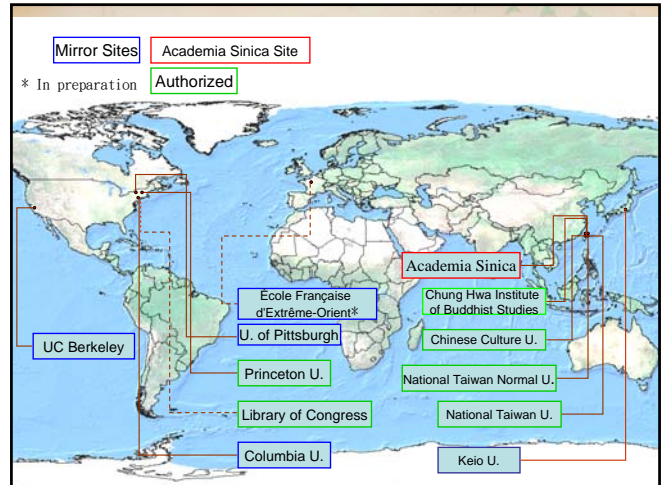 Mirror Sites
Academia Sinica Site
* In preparation
Authorized
Academia Sinica
École Française
d'Extrême-Orient*
Chung Hwa Institute
of Buddhist Studies
U. of Pittsburgh
Chinese Culture U.
UC Berkeley
Princeton U.
National Taiwan Normal U.
Library of Congress
National Taiwan U.
Columbia U.
Keio U.